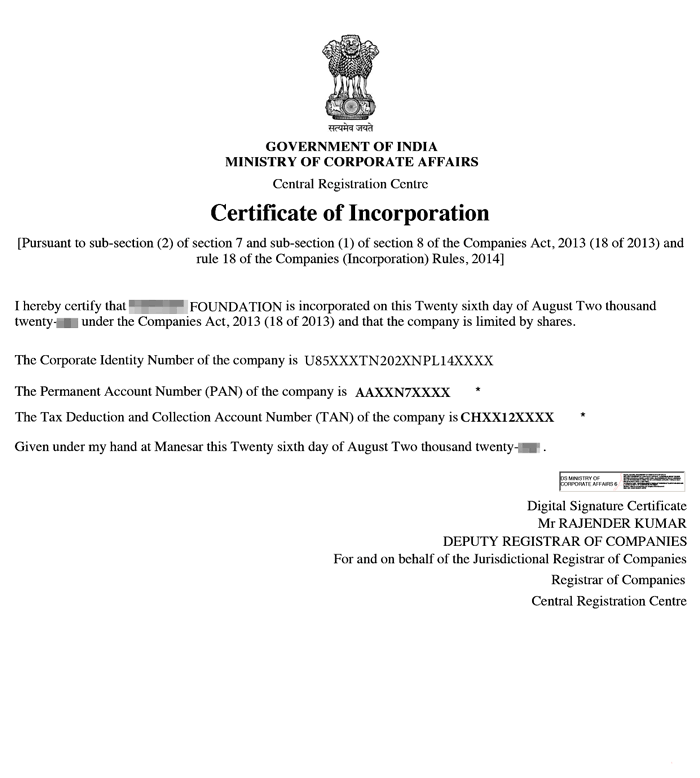 सत्यमेव जयते
GOVERNMENT OF INDIA
MINISTRY OF CORPORATE AFFAIRS
Central Registration Centre
Certificate of Incorporation
[Pursuant to sub-section (2) of section 7 and sub-section (1) of section 8 of the Companies Act, 2013 (18 of 2013) and
rule 18 of the Companies (Incorporation) Rules, 2014]
I hereby certify that FOUNDATION is incorporated on this Twenty sixth day of August Two thousand
twenty- under the Companies Act, 2013 (18 of 2013) and that the company is limited by shares.
The Corporate Identity Number of the company is U85XXXTN202XNPL14XXXX
The Permanent Account Number (PAN) of the company is AAXXN7XXXX *
The Tax Deduction and Collection Account Number (TAN) of the company is CHXX12XXXX *
Given under my hand at Manesar this Twenty sixth day of August Two thousand twenty- .
DS MINISTRY OF
CORPORATE AFFAIRS 6
Digital Signature Certificate
Mr RAJENDER KUMAR
DEPUTY REGISTRAR OF COMPANIES
For and on behalf of the Jurisdictional Registrar of Companies
Registrar of Companies
Central Registration Centre